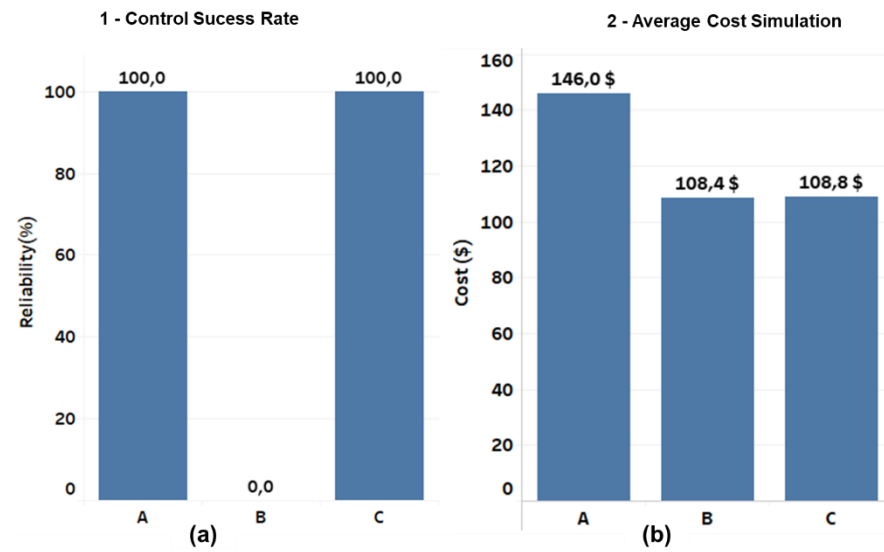 1 - Control Sucess Rate
100,0
100,0
100
80
60
40
20
0
0,0
Reliability(%)
A
B
C
(a)
2 - Average Cost Simulation
160
146,0 $
140
120
108,4 $
108,8 $
100
80
60
40
20
0
Cost ($)
A
B
C
(b)